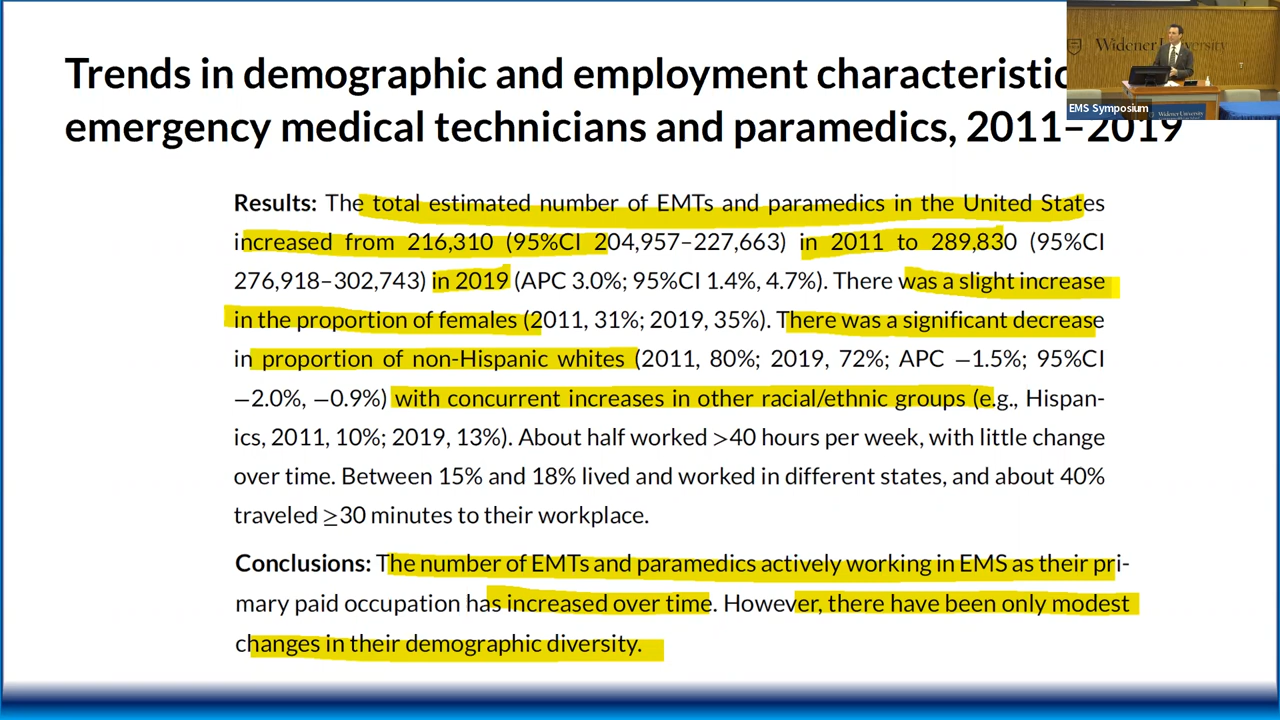 Trends in demographic and employment characteristic
emergency medical technicians and paramedics, 2011–2019
Widener University
EMS Symposium
Widener University
Results: The total estimated number of EMTs and paramedics in the United States
increased from 216,310 (95%CI 204,957–227,663) in 2011 to 289,830 (95%CI
276,918–302,743) in 2019 (APC 3.0%; 95%CI 1.4%, 4.7%). There was a slight increase
in the proportion of females (2011, 31%; 2019, 35%). There was a significant decrease
in proportion of non-Hispanic whites (2011, 80%; 2019, 72%; APC −1.5%; 95%CI
−2.0%, −0.9%) with concurrent increases in other racial/ethnic groups (e.g., Hispan-
ics, 2011, 10%; 2019, 13%). About half worked >40 hours per week, with little change
over time. Between 15% and 18% lived and worked in different states, and about 40%
traveled ≥30 minutes to their workplace.
Conclusions: The number of EMTs and paramedics actively working in EMS as their pri-
mary paid occupation has increased over time. However, there have been only modest
changes in their demographic diversity.